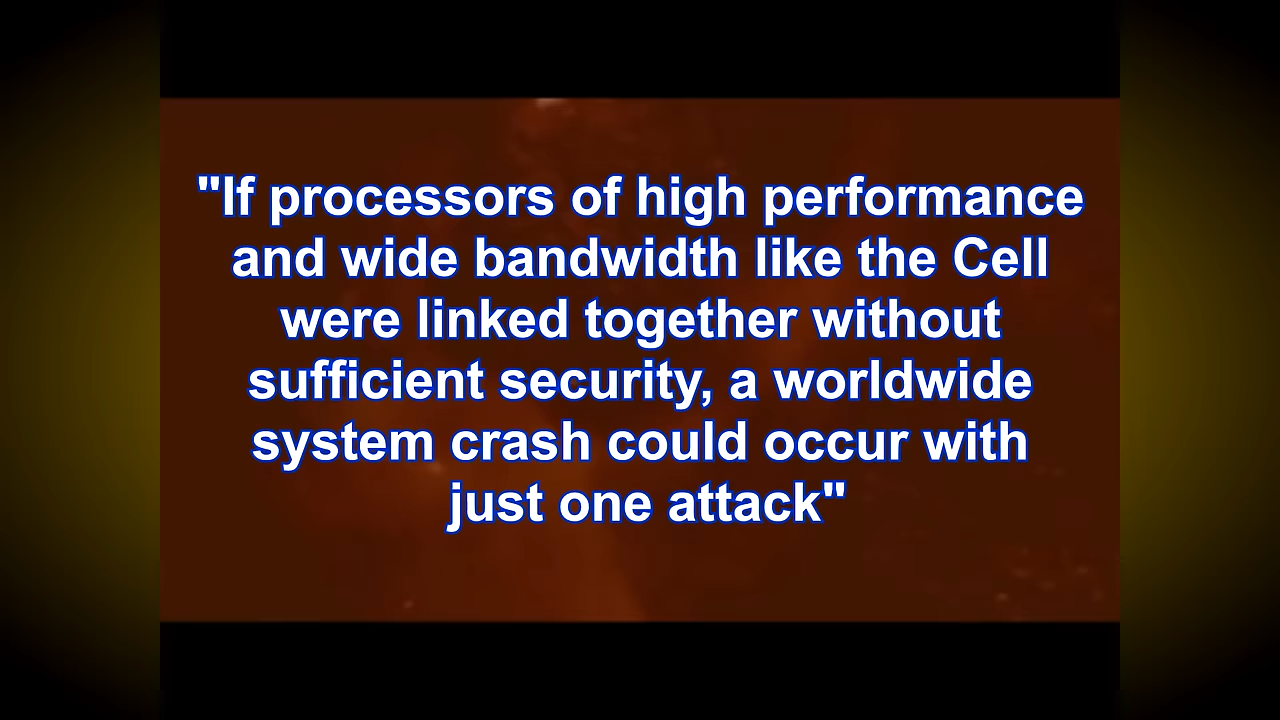 "If processors of high performance
and wide bandwidth like the Cell
were linked together without
sufficient security, a worldwide
system crash could occur with
just one attack"